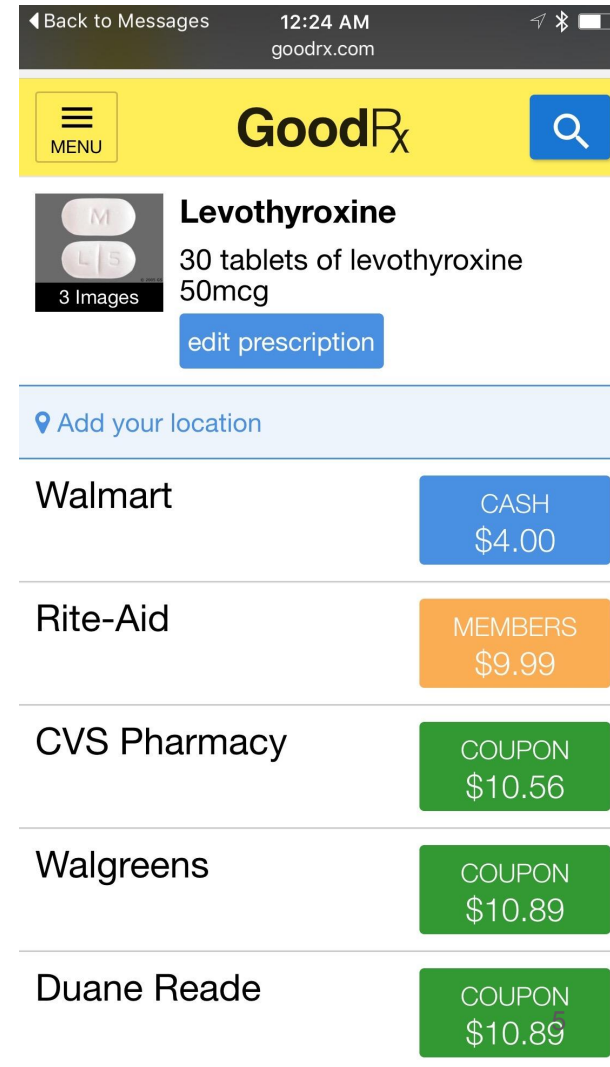 Back to Messages 12:24 AM
goodrx.com
MENU
GoodRx
M
L 5
3 Images
Levothyroxine
30 tablets of levothyroxine
50mcg
edit prescription
Add your location
Walmart
CASH
$4.00
Rite-Aid
MEMBERS
$9.99
CVS Pharmacy
COUPON
$10.56
Walgreens
COUPON
$10.89
Duane Reade
COUPON
$10.89
5